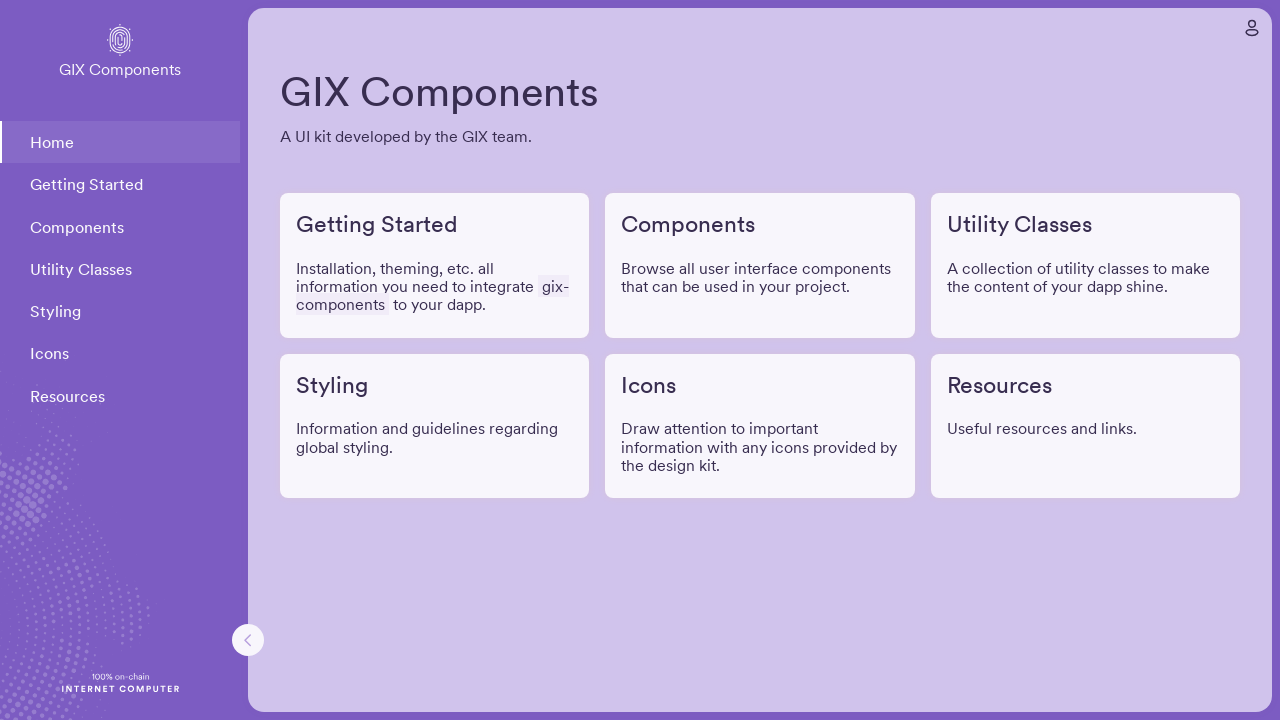 GIX Components
Home
Getting Started
Components
Utility Classes
Styling
Icons
Resources
100% on-chain
INTERNET COMPUTER
GIX Components
A UI kit developed by the GIX team.
Getting Started
Installation, theming, etc. all
information you need to integrate gix-
components to your dapp.
Components
Browse all user interface components
that can be used in your project.
Utility Classes
A collection of utility classes to make
the content of your dapp shine.
Styling
Information and guidelines regarding
global styling.
Icons
Draw attention to important
information with any icons provided by
the design kit.
Resources
Useful resources and links.